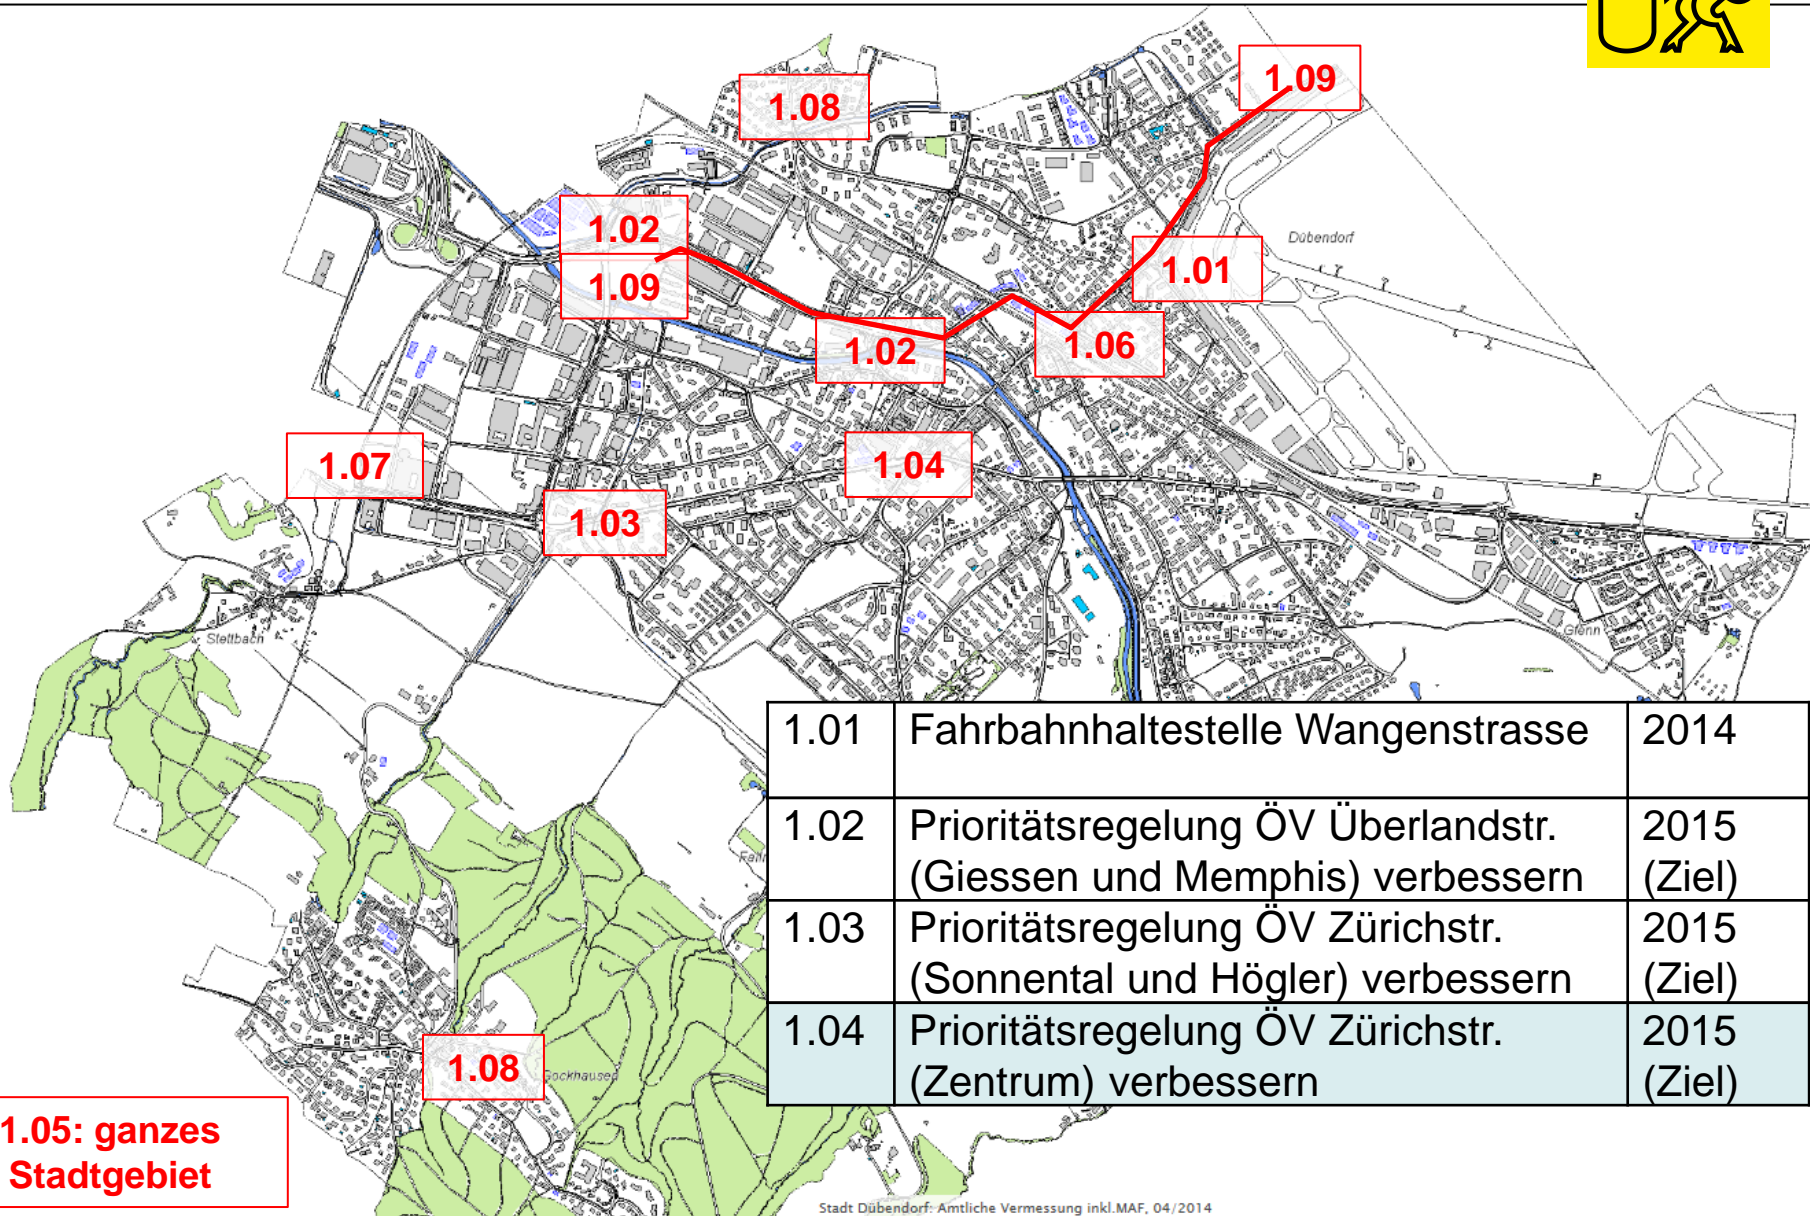 1.09
1.08
1.02
Dübendorf
1.01
1.09
1.02
1.06
1.07
1.04
1.03
Stettbach
Glenn
1.01 Fahrbahnhaltestelle Wangenstrasse 2014
1.02 Prioritätsregelung ÖV Überlandstr. 2015
(Giessen und Memphis) verbessern (Ziel)
1.03 Prioritätsregelung ÖV Zürichstr. 2015
(Sonnental und Högler) verbessern (Ziel)
1.04 Prioritätsregelung ÖV Zürichstr. 2015
(Zentrum) verbessern (Ziel)
1.08
Gockhausen
1.05: ganzes
Stadtgebiet
Stadt Dübendorf: Amtliche Vermessung inkl.MAF, 04/2014